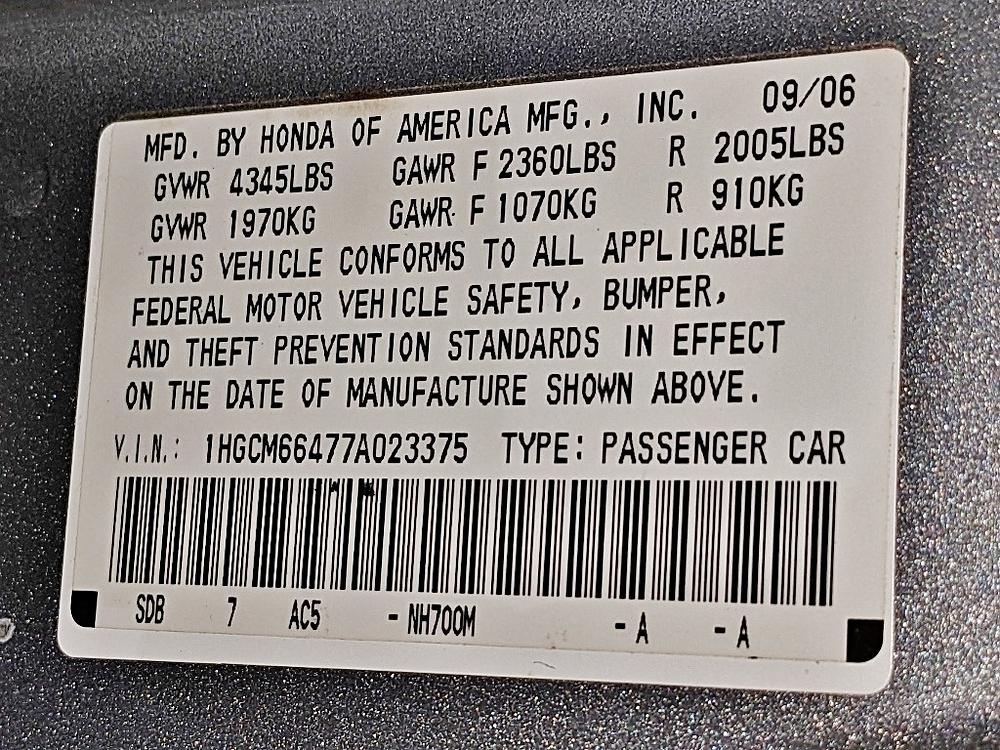 MFD. BY HONDA OF AMERICA MFG., INC. 09/06
GVWR 4345LBS GAWR F 2360LBS R 2005LBS
GVWR 1970KG GAWR F 1070KG R 910KG
THIS VEHICLE CONFORMS TO ALL APPLICABLE
FEDERAL MOTOR VEHICLE SAFETY, BUMPER,
AND THEFT PREVENTION STANDARDS IN EFFECT
ON THE DATE OF MANUFACTURE SHOWN ABOVE.
V.I.N.: 1HGCM66477A023375 TYPE: PASSENGER CAR
SDB 7 AC5 -NH700M -A -A